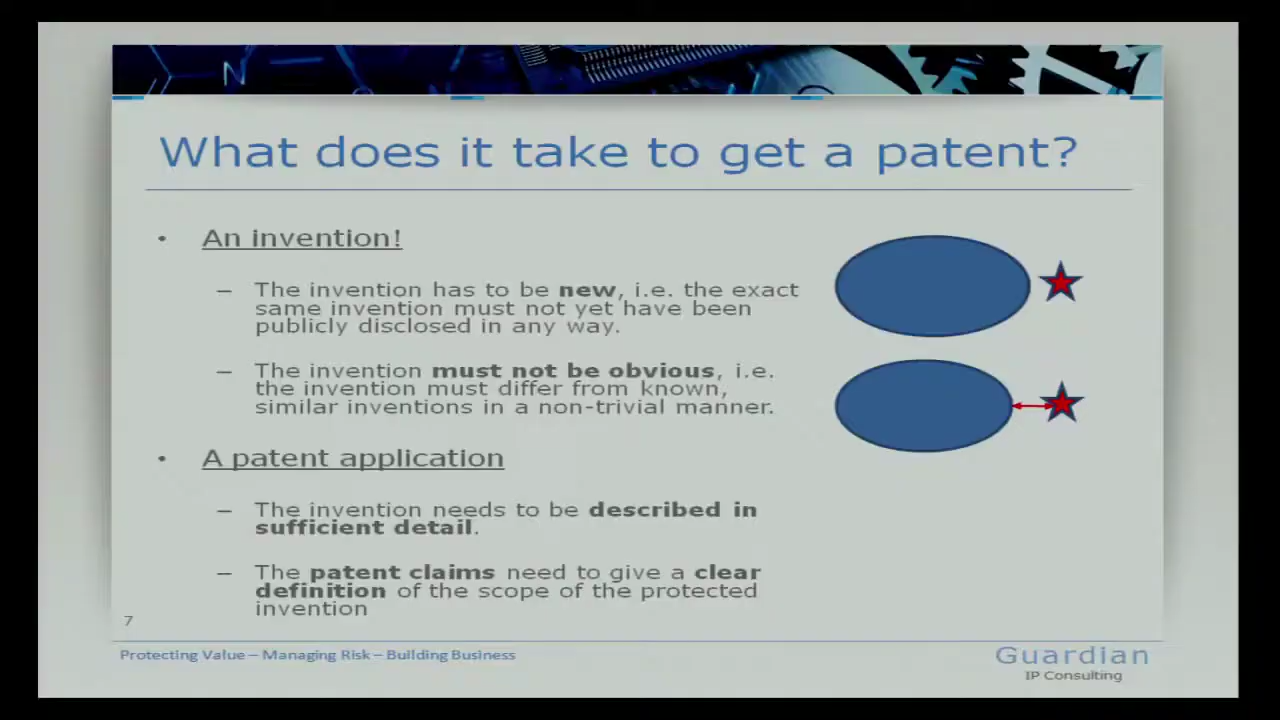 What does it take to get a patent?
• An invention!
– The invention has to be new, i.e. the exact
same invention must not yet have been
publicly disclosed in any way.
– The invention must not be obvious, i.e.
the invention must differ from known,
similar inventions in a non-trivial manner.
• A patent application
– The invention needs to be described in
sufficient detail.
– The patent claims need to give a clear
definition of the scope of the protected
invention
7
Protecting Value – Managing Risk – Building Business
Guardian
IP Consulting
N